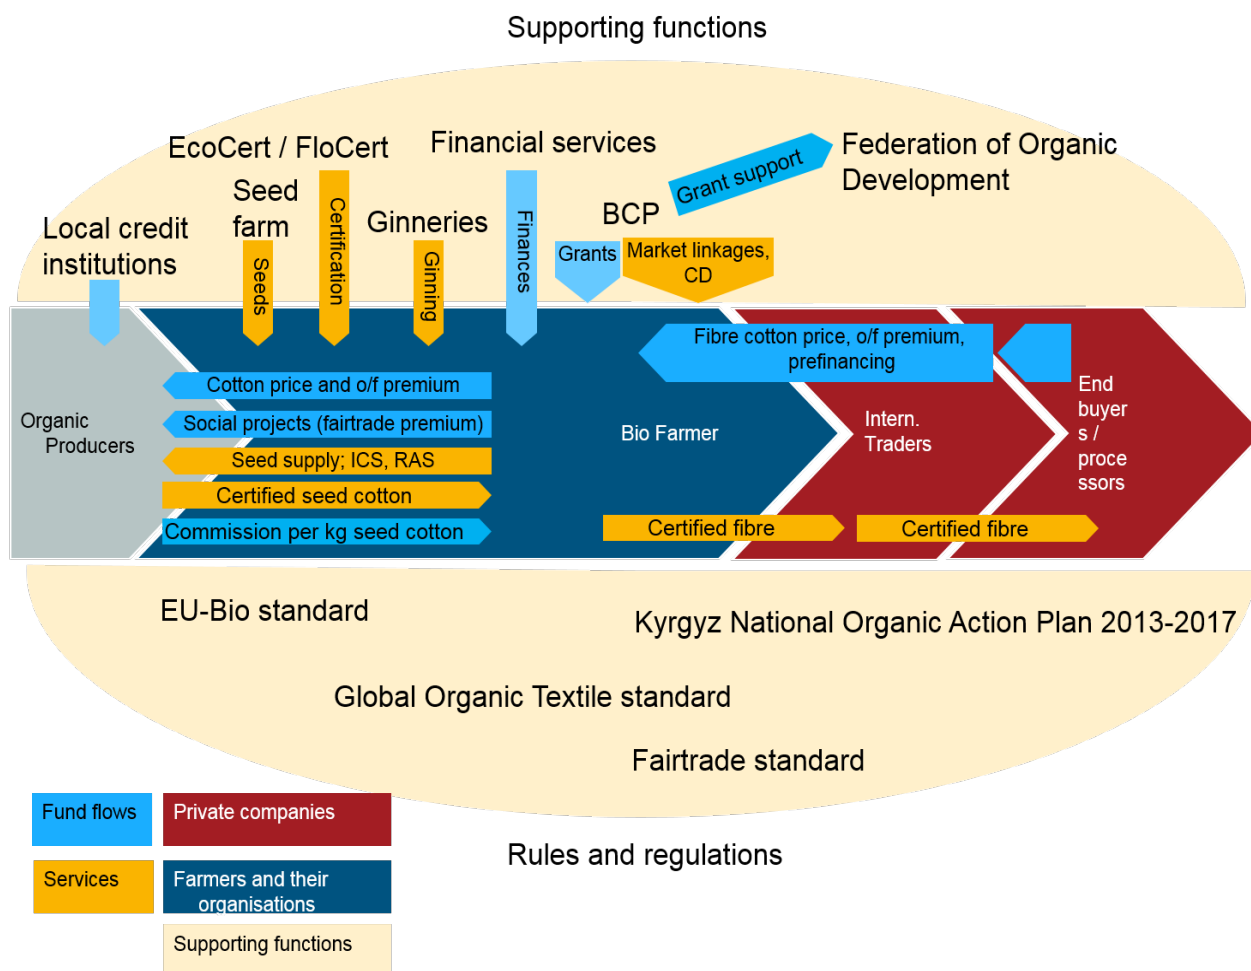 Supporting functions
EcoCert / FloCert
Financial services
Grant support
Federation of Organic
Development
Seed
farm
Certification
Ginneries
Finances
BCP
Local credit
institutions
Seeds
Ginning
Grants
Market linkages,
CD
Fibre cotton price, o/f premium,
prefinancing
Cotton price and o/f premium
Organic
Producers
Social projects (fairtrade premium)
Bio Farmer
Intern.
Traders
End
buyer
s /
proce
ssors
Seed supply; ICS, RAS
Certified seed cotton
Commission per kg seed cotton
Certified fibre
Certified fibre
EU-Bio standard
Kyrgyz National Organic Action Plan 2013-2017
Global Organic Textile standard
Fairtrade standard
Rules and regulations
Fund flows
Private companies
Services
Farmers and their
organisations
Supporting functions